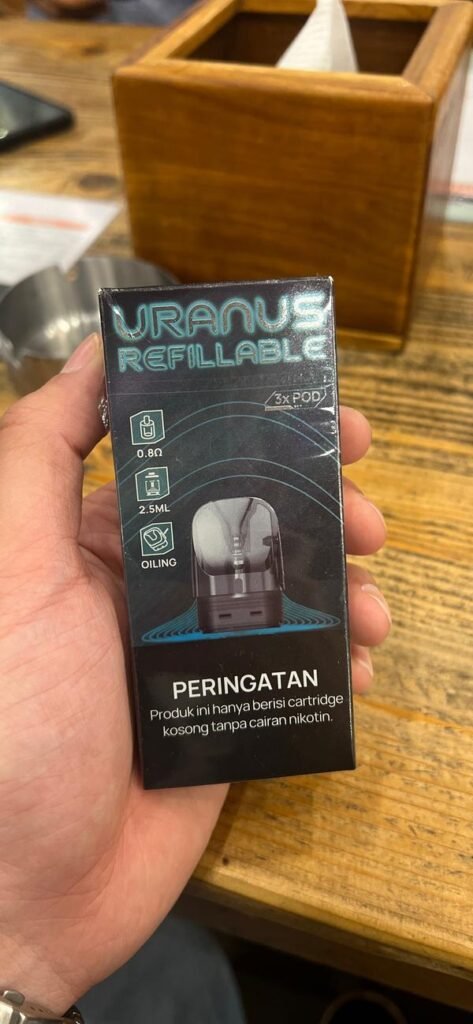 URANUS
REFILLABLE
3x POD
0.8Ω
2.5ML
OILING
PERINGATAN
Produk ini hanya berisi cartridge
kosong tanpa cairan nikotin.